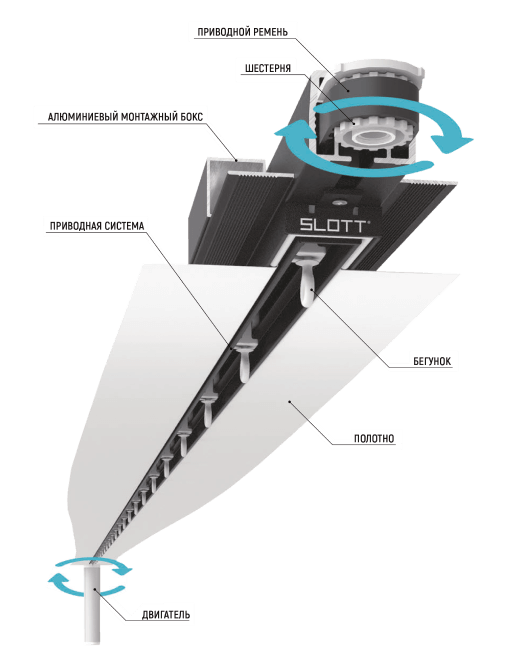 ПРИВОДНОЙ РЕМЕНЬ
ШЕСТЕРНЯ
АЛЮМИНИЕВЫЙ МОНТАЖНЫЙ БОКС
ПРИВОДНАЯ СИСТЕМА
SLOTT®
БЕГУНОК
ПОЛОТНО
ДВИГАТЕЛЬ